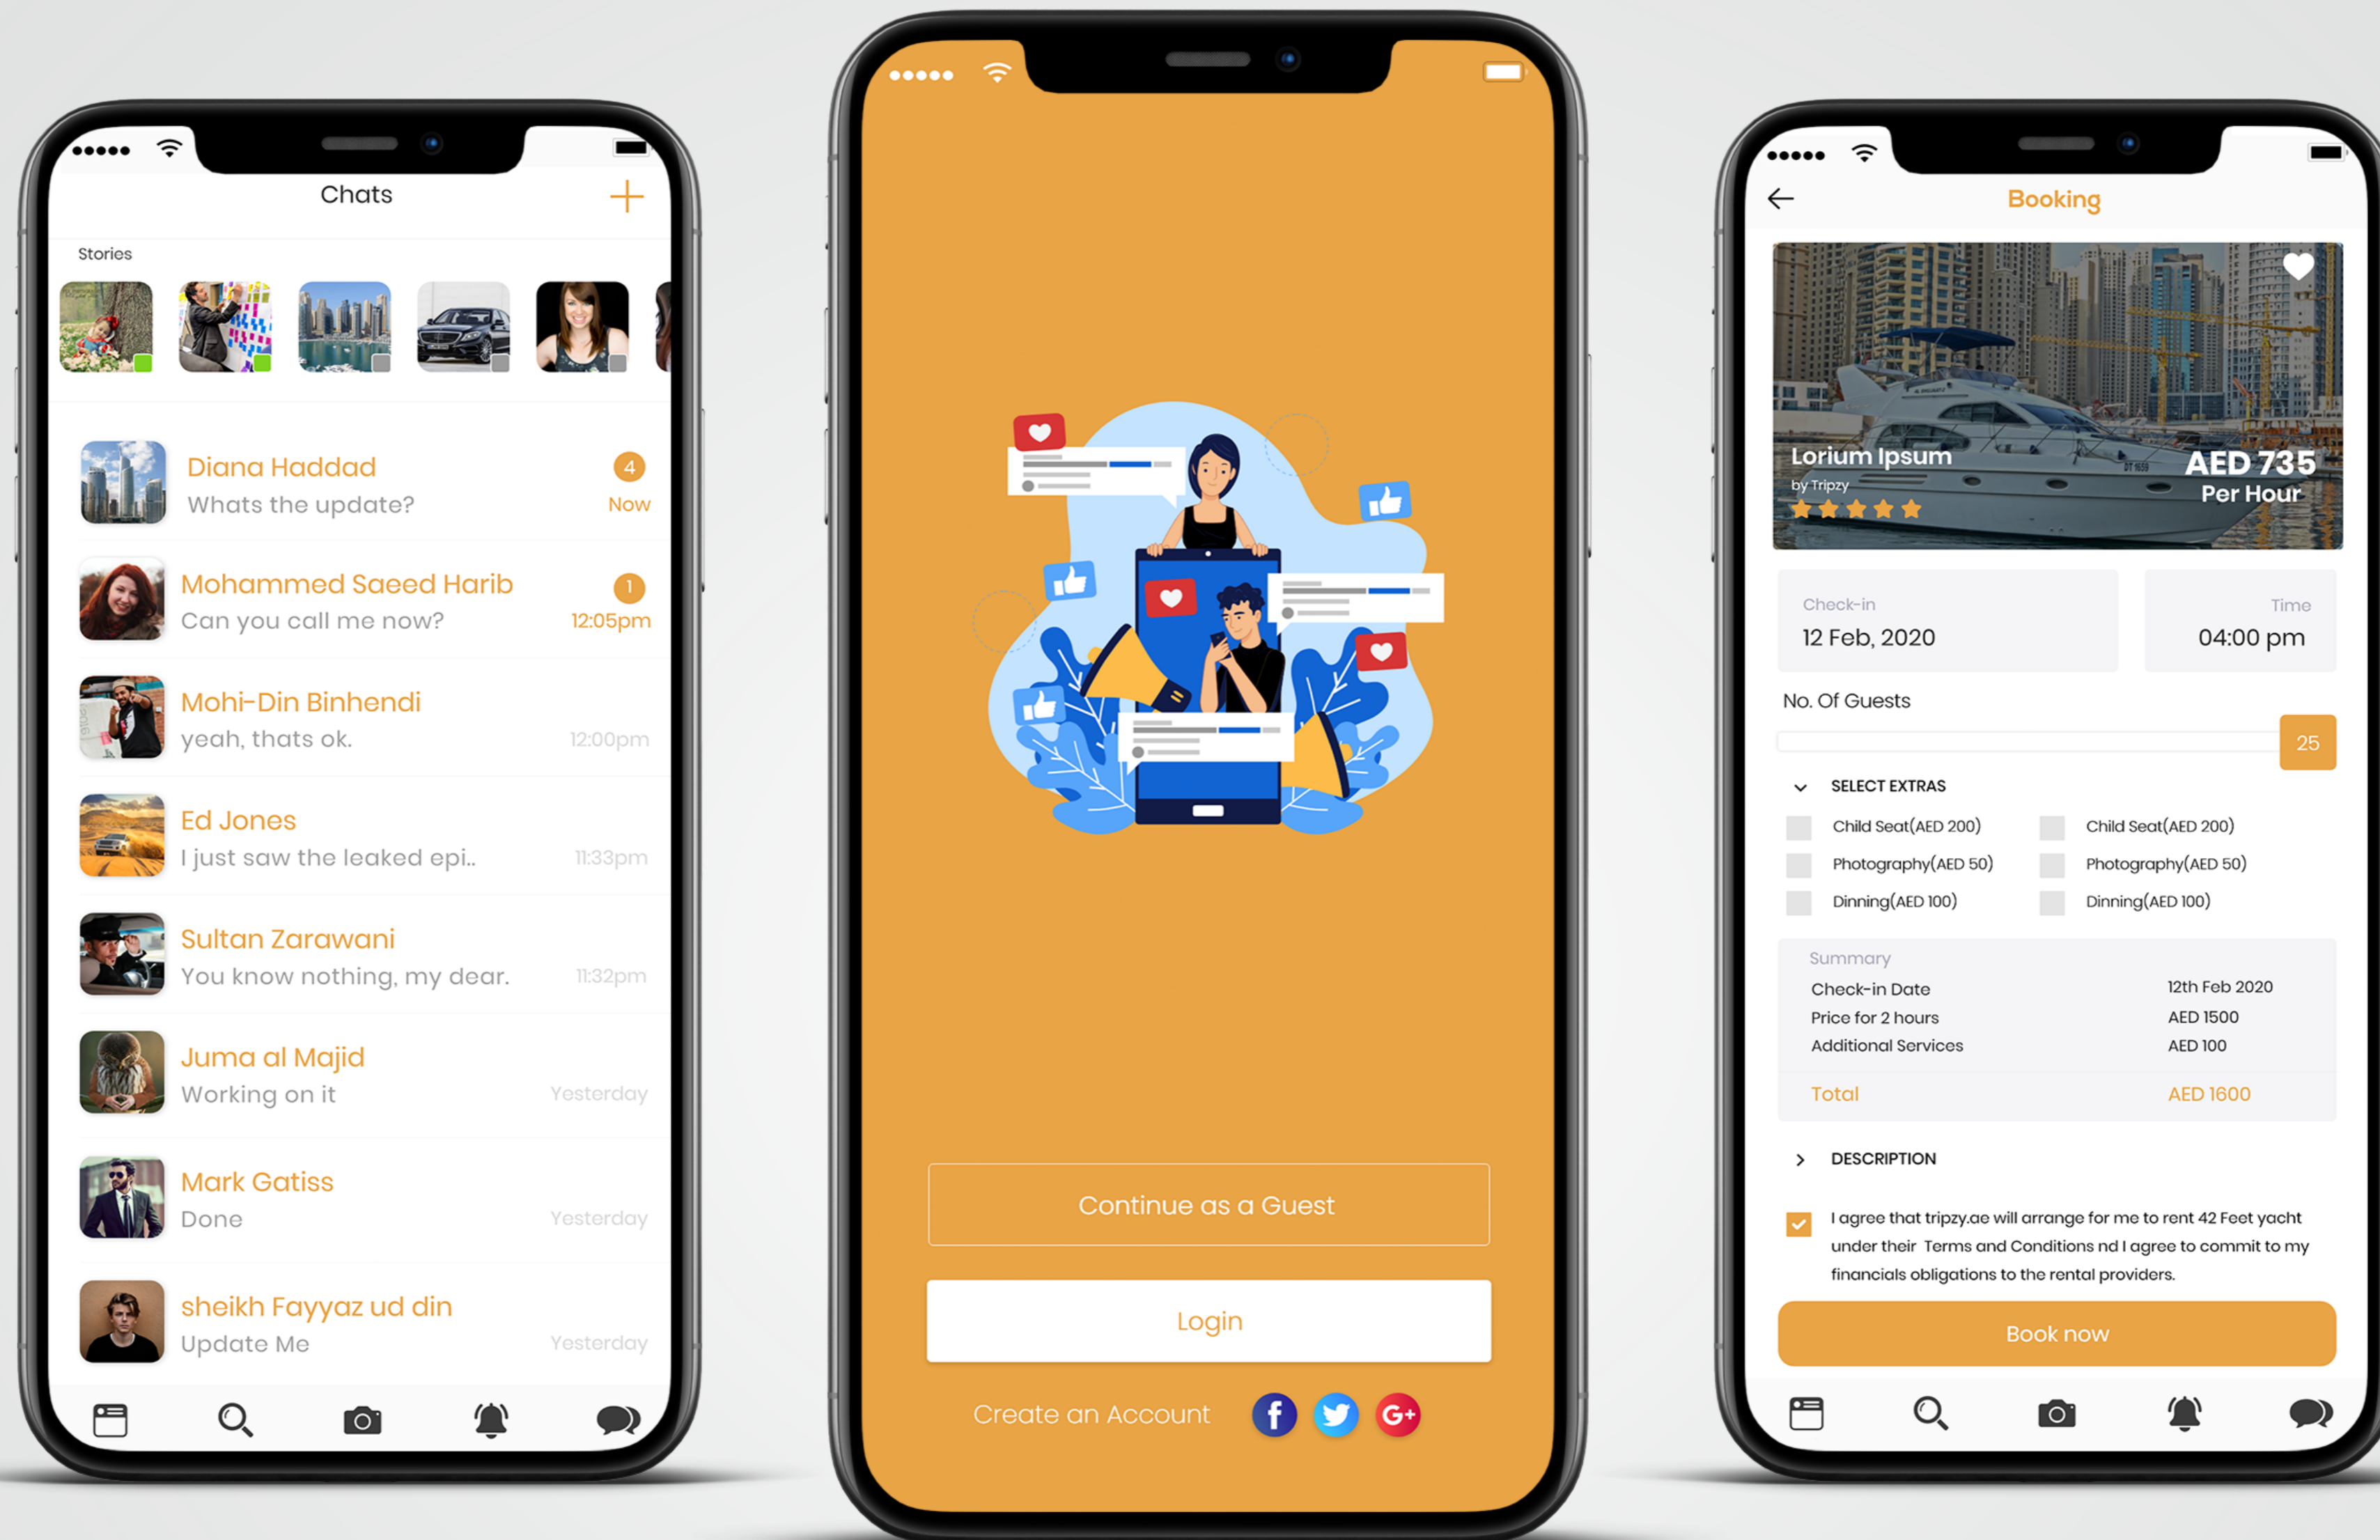 Chats
Stories
Diana Haddad
4
Whats the update?
Now
Mohammed Saeed Harib
1
Can you call me now?
12:05pm
Mohi-Din Binhendi
yeah, thats ok.
12:00pm
Ed Jones
I just saw the leaked epi..
11:33pm
Sultan Zarawani
You know nothing, my dear.
11:32pm
Juma al Majid
Working on it
Yesterday
Mark Gatiss
Done
Yesterday
sheikh Fayyaz ud din
Update Me
Yesterday
Continue as a Guest
Login
Create an Account
f
G+
Booking
Lorium Ipsum
by Tripzy
AED 735
Per Hour
DT 1659
Check-in
12 Feb, 2020
Time
04:00 pm
No. Of Guests
25
SELECT EXTRAS
Child Seat(AED 200)
Child Seat(AED 200)
Photography(AED 50)
Photography(AED 50)
Dinning(AED 100)
Dinning(AED 100)
Summary
Check-in Date
12th Feb 2020
Price for 2 hours
AED 1500
Additional Services
AED 100
Total
AED 1600
DESCRIPTION
I agree that tripzy.ae will arrange for me to rent 42 Feet yacht
under their Terms and Conditions nd I agree to commit to my
financials obligations to the rental providers.
Book now